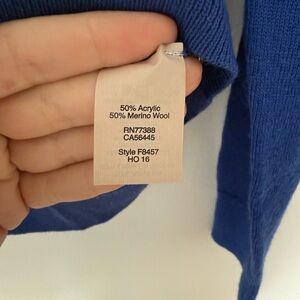 50% Acrylic
50% Merino Wool
RN77388
CA56445
Style F8457
HO 16